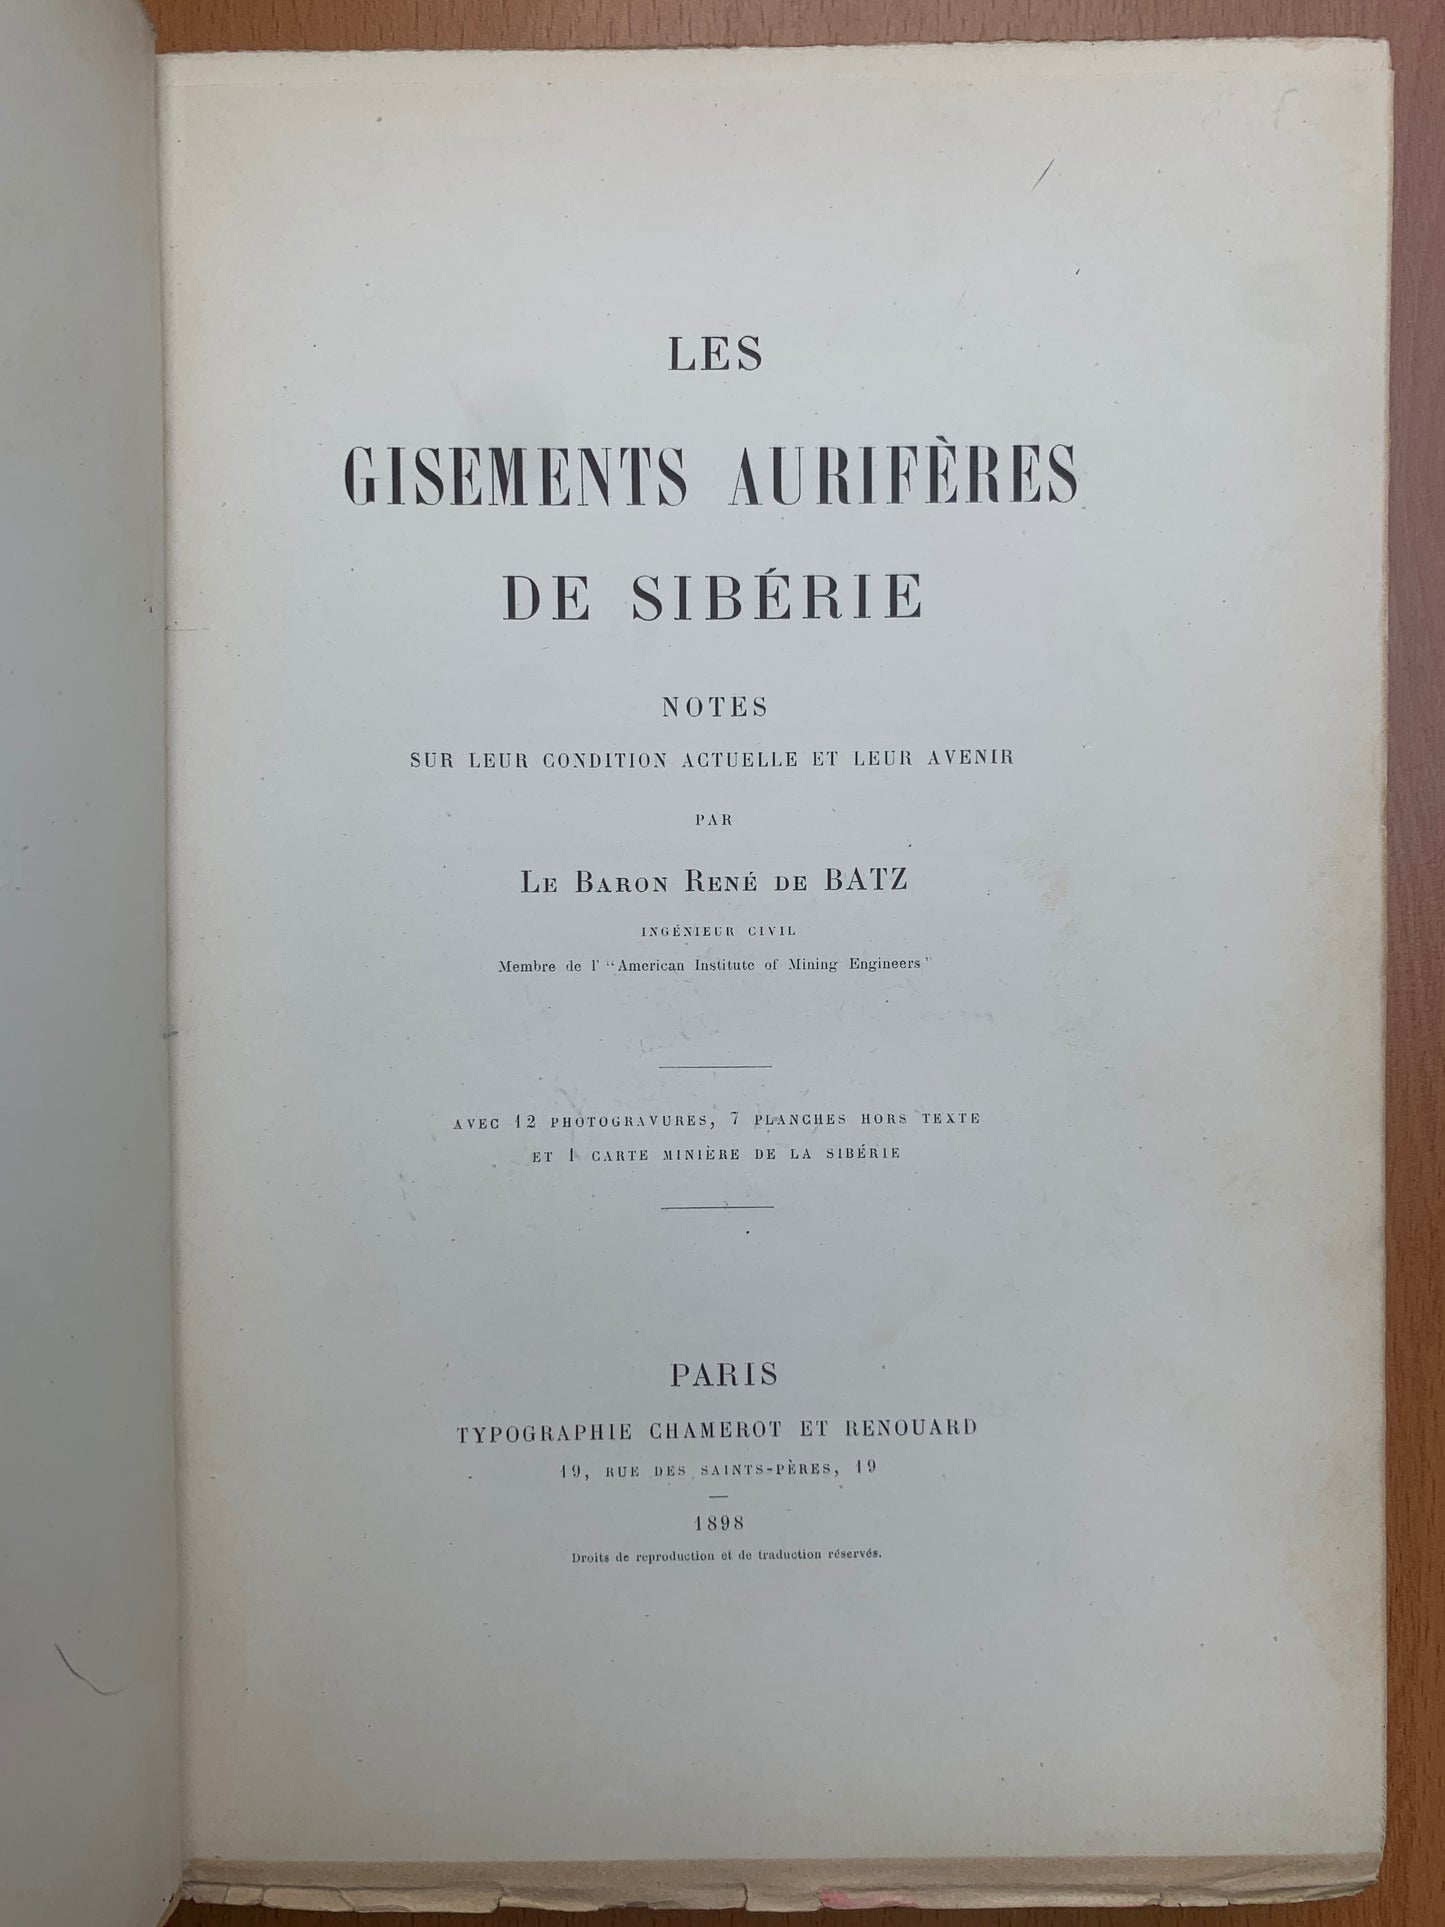 LES
GISEMENTS AURIFÈRES
DE SIBÉRIE
NOTES
SUR LEUR CONDITION ACTUELLE ET LEUR AVENIR
PAR
LE BARON RENÉ DE BATZ
INGÉNIEUR CIVIL
Membre de l' "American Institute of Mining Engineers"
AVEC 12 PHOTOGRAVURES, 7 PLANCHES HORS TEXTE
ET 1 CARTE MINIÈRE DE LA SIBÉRIE
PARIS
TYPOGRAPHIE CHAMEROT ET RENOUARD
19, RUE DES SAINTS-PÈRES, 19
1898
Droits de reproduction et de traduction réservés.